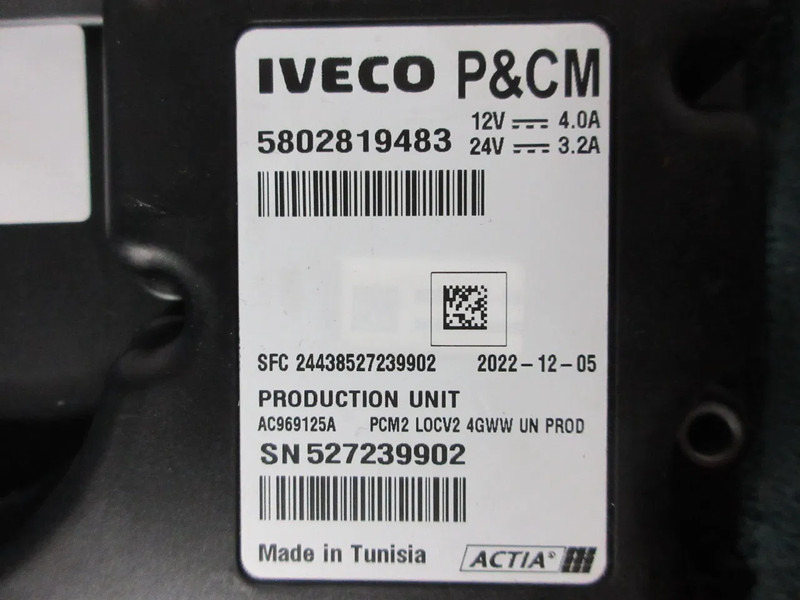 IVECO P&CM
5802819483
12V ⎓ 4.0A
24V ⎓ 3.2A
SFC 24438527239902 2022-12-05
PRODUCTION UNIT
AC969125A PCM2 LOCV2 4GWW UN PROD
SN 527239902
Made in Tunisia ACTIA®